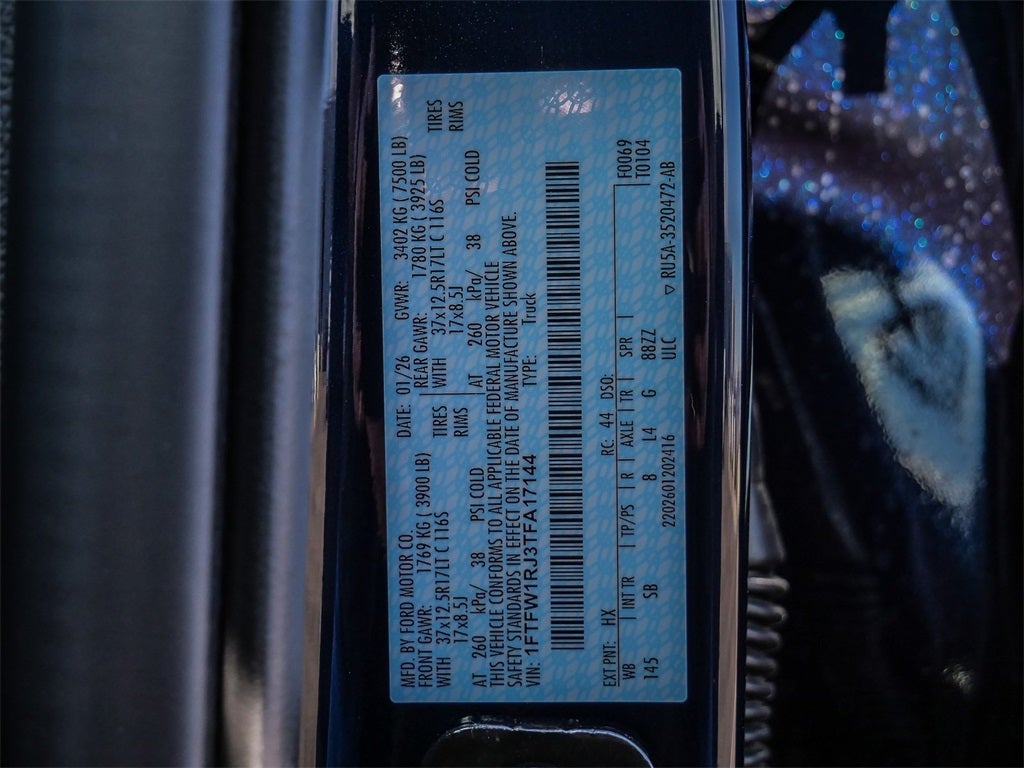 MFD. BY FORD MOTOR CO. DATE: 01/26 GVWR: 3402 KG ( 7500 LB)
FRONT GAWR: 1769 KG ( 3900 LB) REAR GAWR: 1780 KG ( 3925 LB)
WITH 37x12.5R17LT C 116S TIRES WITH 37x12.5R17LT C 116S TIRES
17x8.5J RIMS 17x8.5J RIMS
AT 260 kPa/ 38 PSI COLD AT 260 kPa/ 38 PSI COLD
THIS VEHICLE CONFORMS TO ALL APPLICABLE FEDERAL MOTOR VEHICLE
SAFETY STANDARDS IN EFFECT ON THE DATE OF MANUFACTURE SHOWN ABOVE.
VIN: 1FTFW1RJ3TFA17144 TYPE: Truck
EXT PNT: HX RC: 44 DSO: F0069
WB INT TR TP/PS R AXLE TR SPR T0104
145 SB 8 L4 G 88ZZ
2202601202416 ULC ▽ RU5A-3520472-AB